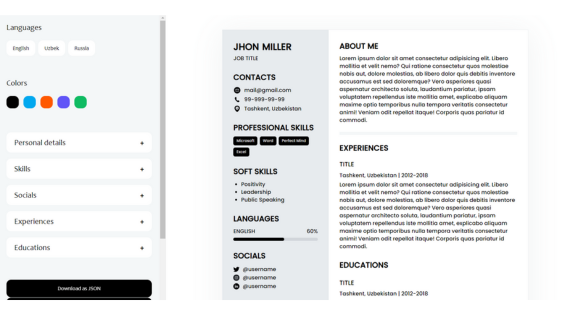 Languages
English Uzbek Russia
Colors
Personal details +
Skills +
Socials +
Experiences +
Educations +
Download as JSON
JHON MILLER
JOB TITLE
CONTACTS
mail@gmail.com
99-999-99-99
Tashkent, Uzbekistan
PROFESSIONAL SKILLS
Microsoft Word Perfect Mind
Excel
SOFT SKILLS
• Positivity
• Leadership
• Public Speaking
LANGUAGES
ENGLISH 60%
SOCIALS
@username
@username
@username
ABOUT ME
Lorem ipsum dolor sit amet consectetur adipisicing elit. Libero
mollitia et velit nemo? Qui ratione consectetur quos molestiae
nobis aut, dolore molestias, ab libero dolor quis debitis inventore
accusamus est sed doloremque? Vero asperiores quasi
aspernatur architecto soluta, laudantium pariatur, ipsam
voluptatem repellendus iste mollitia amet, explicabo aliquam
maxime optio temporibus nulla tempora veritatis consectetur
animi! Veniam odit repellat itaque! Corporis quas pariatur id
commodi.
EXPERIENCES
TITLE
Tashkent, Uzbekistan | 2012-2018
Lorem ipsum dolor sit amet consectetur adipisicing elit. Libero
mollitia et velit nemo? Qui ratione consectetur quos molestiae
nobis aut, dolore molestias, ab libero dolor quis debitis inventore
accusamus est sed doloremque? Vero asperiores quasi
aspernatur architecto soluta, laudantium pariatur, ipsam
voluptatem repellendus iste mollitia amet, explicabo aliquam
maxime optio temporibus nulla tempora veritatis consectetur
animi! Veniam odit repellat itaque! Corporis quas pariatur id
commodi.
EDUCATIONS
TITLE
Tashkent, Uzbekistan | 2012-2018